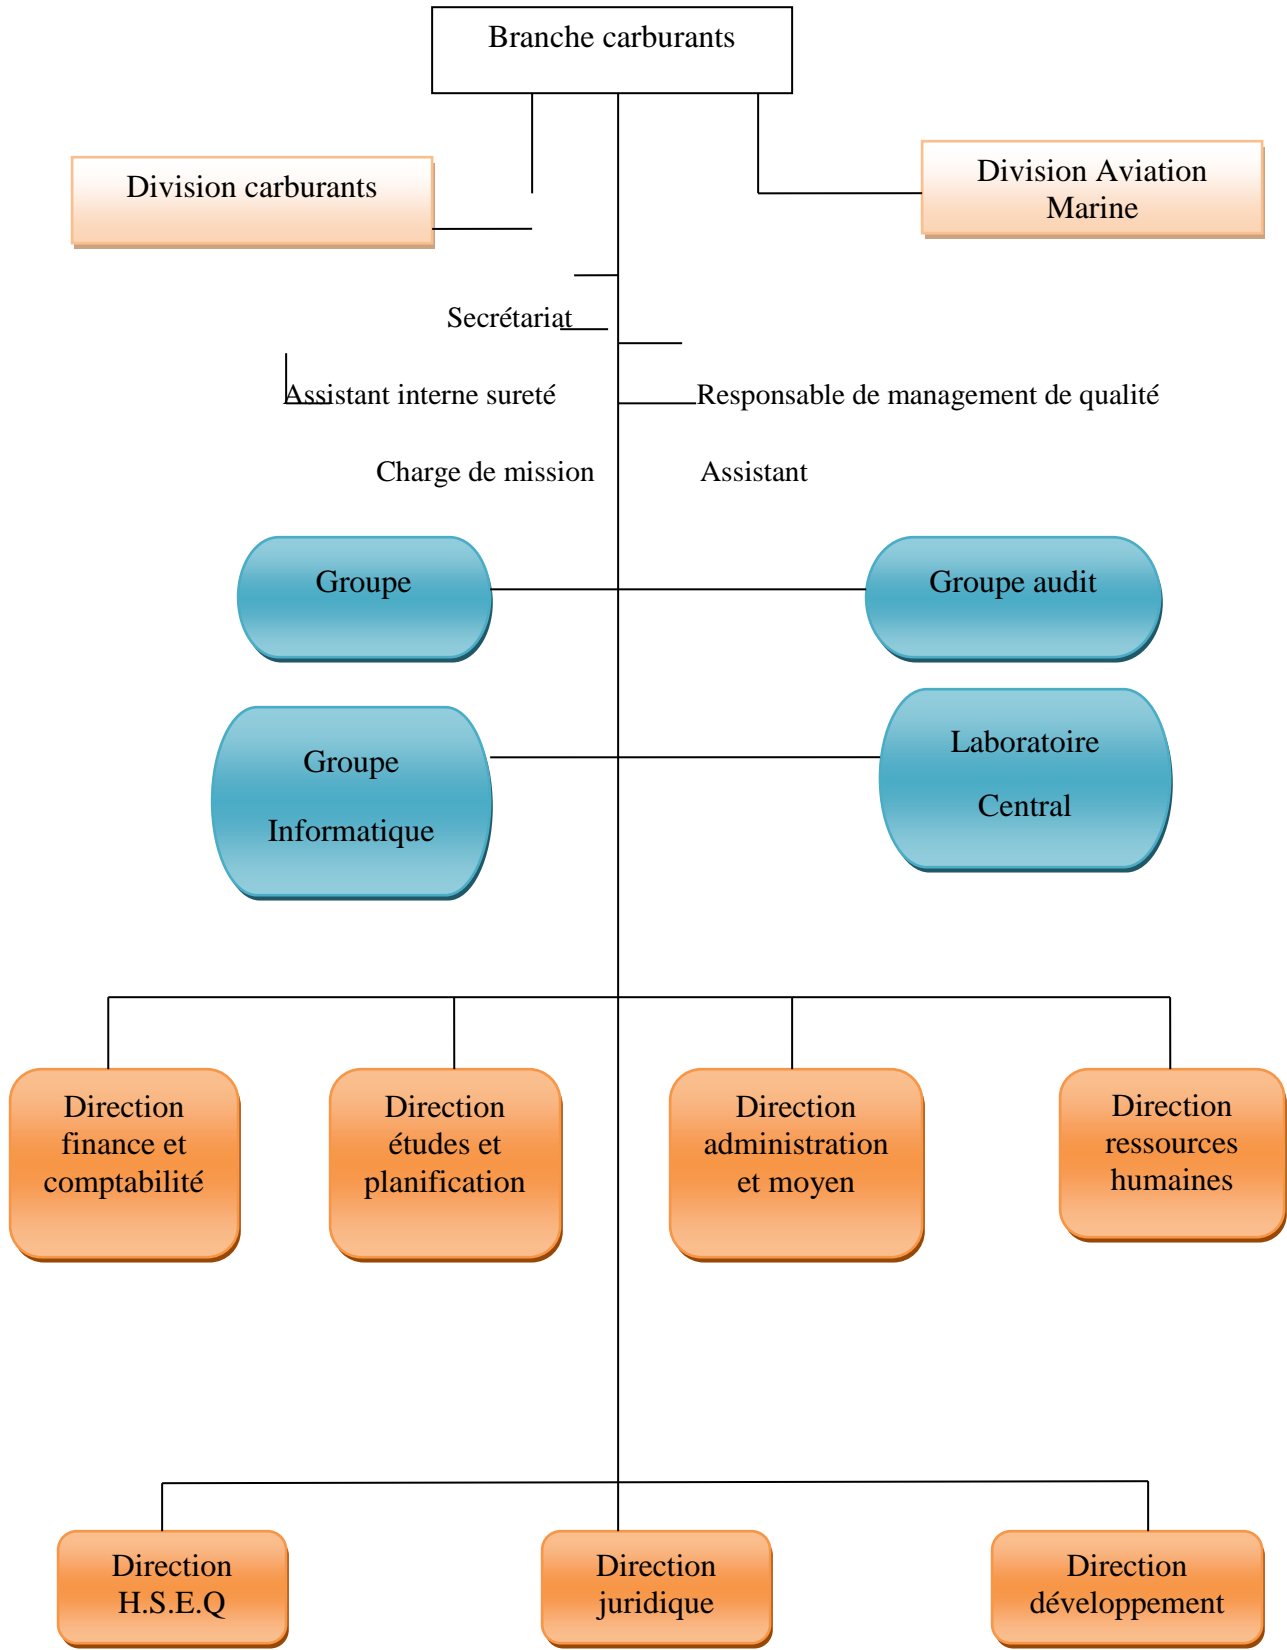 Branche carburants
Division carburants
Division Aviation
Marine
Secrétariat
Assistant interne sureté
Responsable de management de qualité
Charge de mission
Assistant
Groupe
Groupe audit
Groupe
Informatique
Laboratoire
Central
Direction
finance et
comptabilité
Direction
études et
planification
Direction
administration
et moyen
Direction
ressources
humaines
Direction
H.S.E.Q
Direction
juridique
Direction
développement